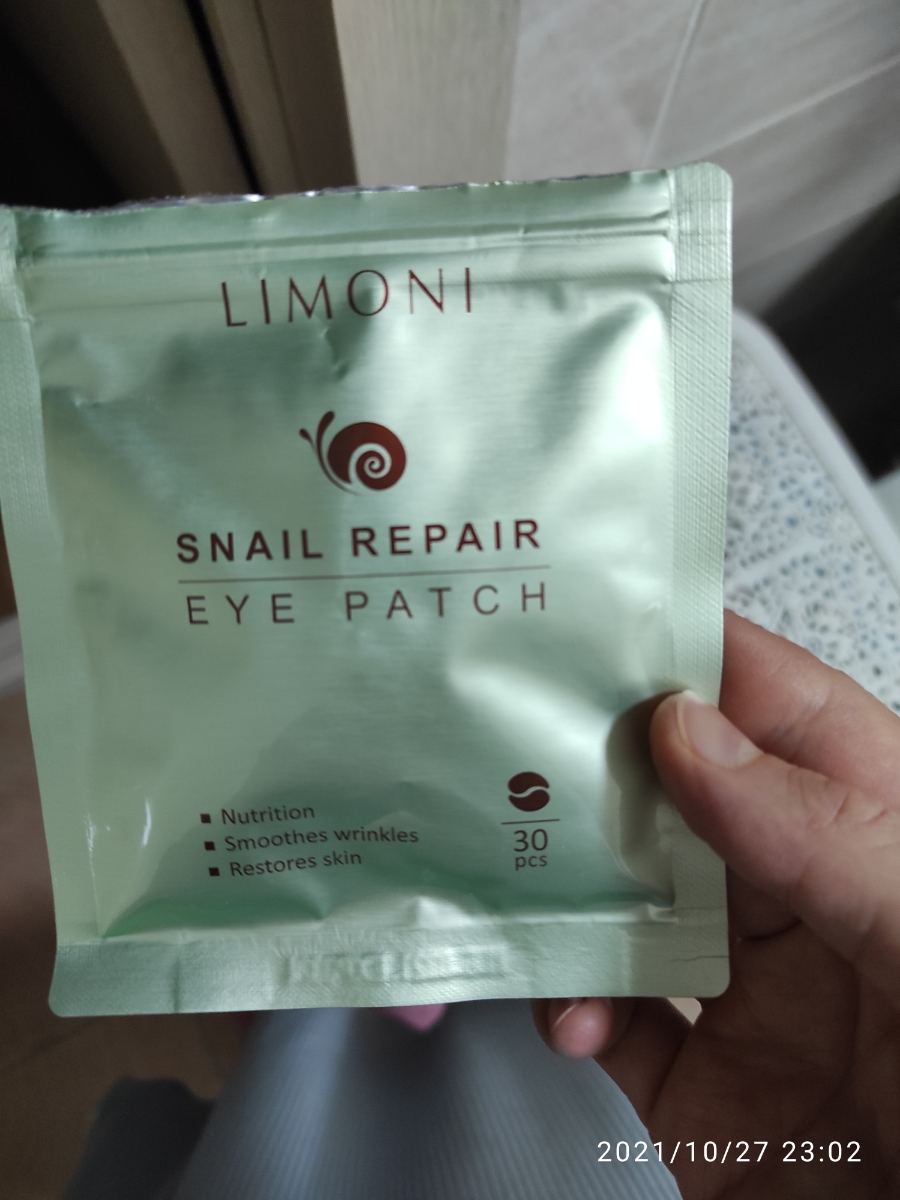 LIMONI
SNAIL REPAIR
EYE PATCH
Nutrition
Smoothes wrinkles
Restores skin
30
pcs
2021/10/27 23:02